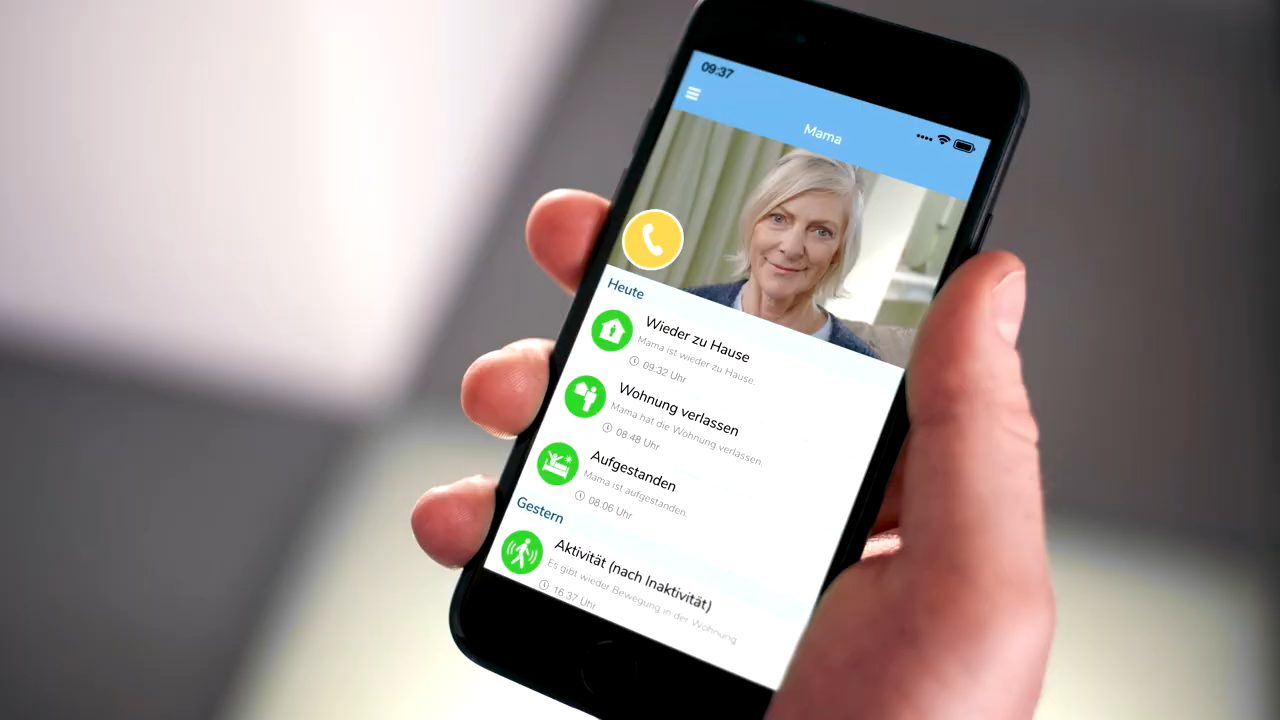 09:37
Mama
Heute
Wieder zu Hause
Mama ist wieder zu Hause.
09:32 Uhr
Wohnung verlassen
Mama hat die Wohnung verlassen.
08:48 Uhr
Aufgestanden
Mama ist aufgestanden.
08:06 Uhr
Gestern
Aktivität (nach Inaktivität)
Es gibt wieder Bewegung in der Wohnung
16:37 Uhr